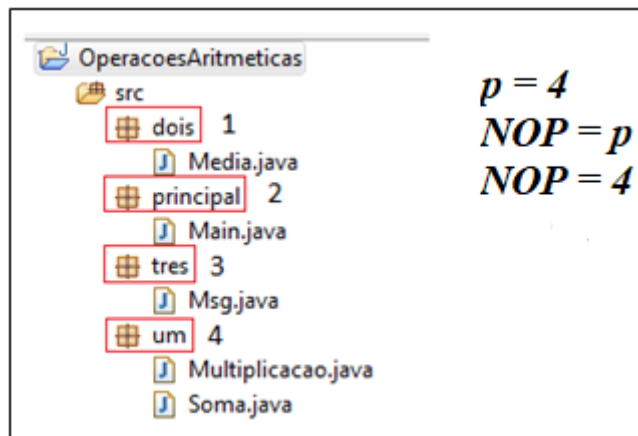 OperacoesAritmeticas
src
dois 1
Media.java
principal 2
Main.java
tres 3
Msg.java
um 4
Multiplicacao.java
Soma.java
p = 4
NOP = p
NOP = 4